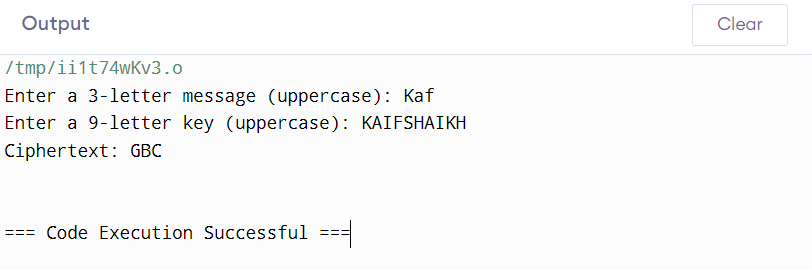 Output
Clear
/tmp/ii1t74wKv3.o
Enter a 3-letter message (uppercase): Kaf
Enter a 9-letter key (uppercase): KAIFSHAIKH
Ciphertext: GBC
=== Code Execution Successful ===